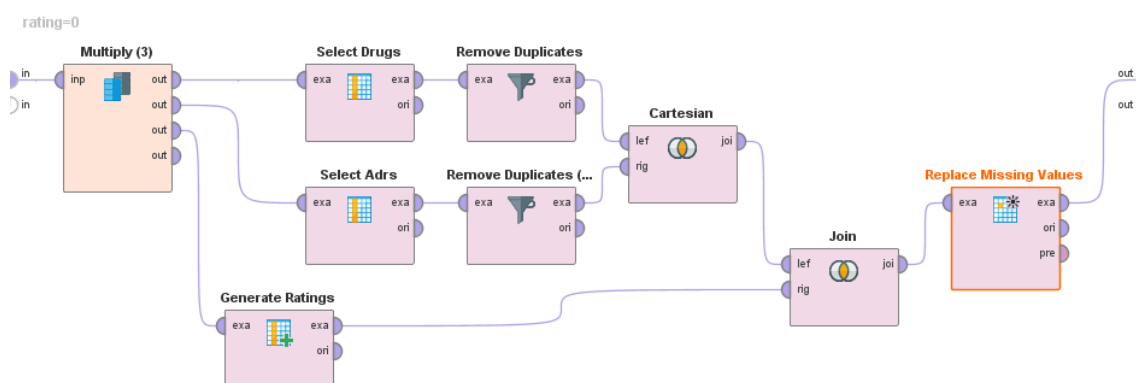 rating=0
Multiply (3)
in
in
inp
out
out
out
out
Select Drugs
exa
exa
ori
Remove Duplicates
exa
exa
ori
Cartesian
lef
rig
joi
Select Adrs
exa
exa
ori
Remove Duplicates (...
exa
exa
ori
Generate Ratings
exa
exa
ori
Join
lef
rig
joi
Replace Missing Values
exa
exa
ori
pre
out
out